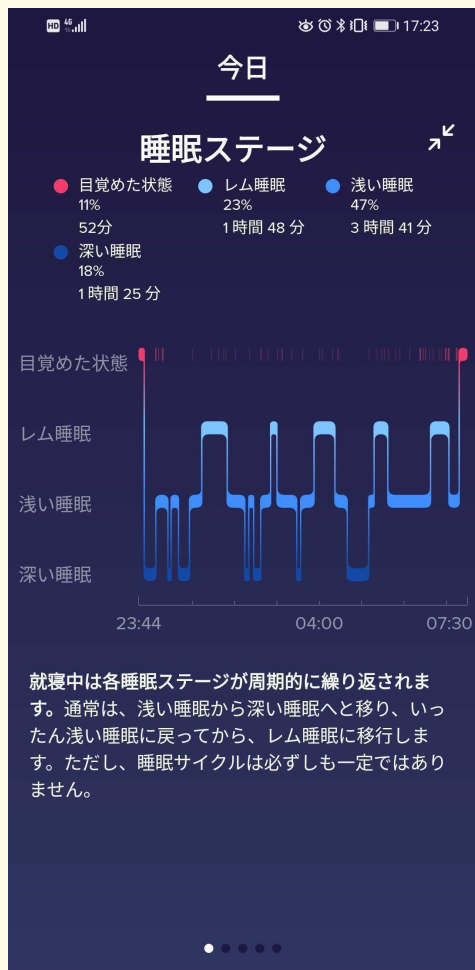 HD 46 17:23
今日
睡眠ステージ
目覚めた状態 レム睡眠 浅い睡眠
11% 23% 47%
52分 1 時間 48 分 3 時間 41 分
深い睡眠
18%
1 時間 25 分
目覚めた状態
レム睡眠
浅い睡眠
深い睡眠
23:44 04:00 07:30
就寝中は各睡眠ステージが周期的に繰り返されま
す。通常は、浅い睡眠から深い睡眠へと移り、いっ
たん浅い睡眠に戻ってから、レム睡眠に移行しま
す。ただし、睡眠サイクルは必ずしも一定ではあり
ません。